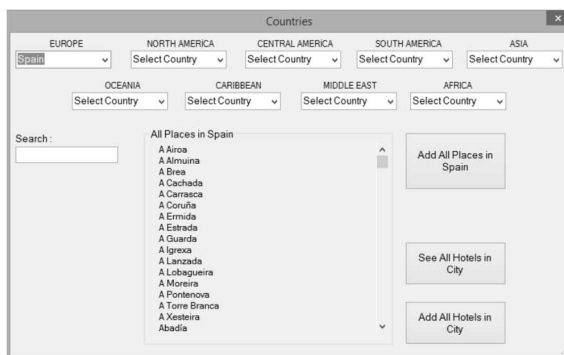 Countries
EUROPE NORTH AMERICA CENTRAL AMERICA SOUTH AMERICA ASIA
Spain Select Country Select Country Select Country Select Country
OCEANIA CARIBBEAN MIDDLE EAST AFRICA
Select Country Select Country Select Country Select Country
Search :
All Places in Spain
A Airoa
A Almuina
A Brea
A Cachada
A Carrasca
A Coruña
A Ermida
A Estrada
A Guarda
A Igrexa
A Lanzada
A Lobagueira
A Moreira
A Pontenova
A Torre Branca
A Xesteira
Abadía
Add All Places in
Spain
See All Hotels in
City
Add All Hotels in
City